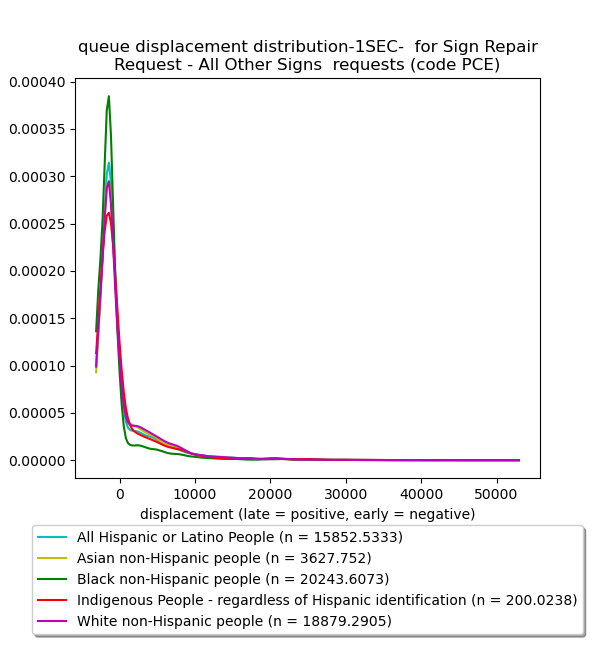 queue displacement distribution-1SEC-  for Sign Repair
Request - All Other Signs  requests (code PCE)
0.00040
0.00035
0.00030
0.00025
0.00020
0.00015
0.00010
0.00005
0.00000
0 10000 20000 30000 40000 50000
displacement (late = positive, early = negative)
All Hispanic or Latino People (n = 15852.5333)
Asian non-Hispanic people (n = 3627.752)
Black non-Hispanic people (n = 20243.6073)
Indigenous People - regardless of Hispanic identification (n = 200.0238)
White non-Hispanic people (n = 18879.2905)